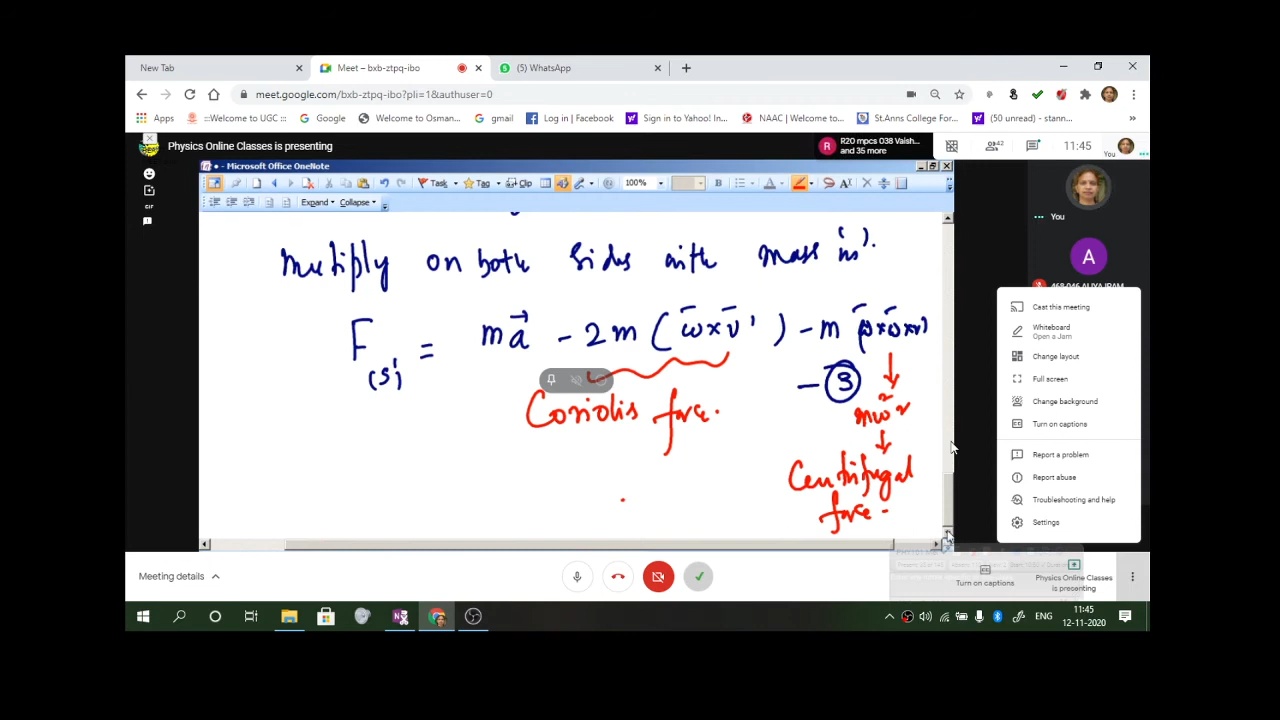 New Tab
Meet – bxb-ztpq-ibo
(5) WhatsApp
meet.google.com/bxb-ztpq-ibo?pli=1&authuser=0
Apps
::Welcome to UGC ::.
Google
Welcome to Osman...
gmail
Log in | Facebook
Sign in to Yahoo! In...
NAAC | Welcome to...
St.Anns College For...
(50 unread) - stann...
Physics Online Classes is presenting
R R20 mpcs 038 Vaish...
and 35 more
42
11:45
You
Microsoft Office OneNote
Task
Tag
Clip
100%
Expand
Collapse
multiply on both sides with mass 'm'.
F(s') = ma⃗ - 2m (ω̄ × v̄') - m
- ③
Coriolis force.
mω²r
Centrifugal
force.
You
A
Cast this meeting
Whiteboard
Open a Jam
Change layout
Full screen
Change background
Turn on captions
Report a problem
Report abuse
Troubleshooting and help
Settings
Meeting details
Turn on captions
Physics Online Classes
is presenting
ENG
11:45
12-11-2020